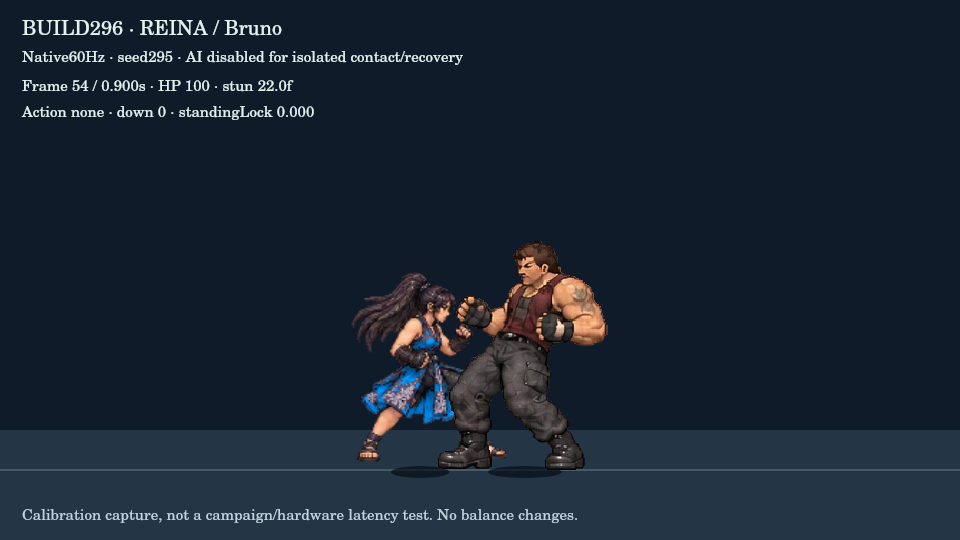 BUILD296 · REINA / Bruno
Native60Hz · seed295 · AI disabled for isolated contact/recovery
Frame 54 / 0.900s · HP 100 · stun 22.0f
Action none · down 0 · standingLock 0.000
Calibration capture, not a campaign/hardware latency test. No balance changes.